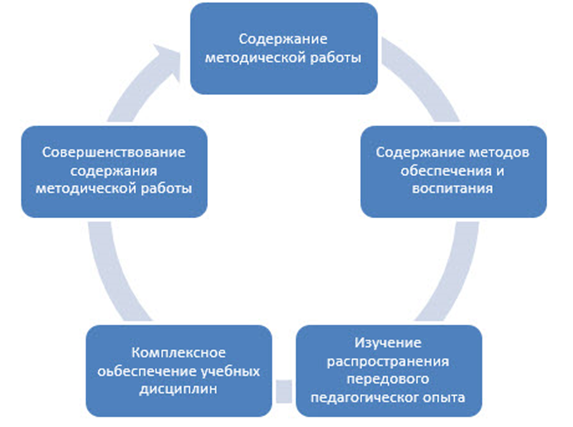 Содержание
методической работы
Содержание методов
обеспечения и
воспитания
Изучение
распространения
передового
педагогическог опыта
Комплексное
оьбеспечение учебных
дисциплин
Совершенствование
содержания
методической работы